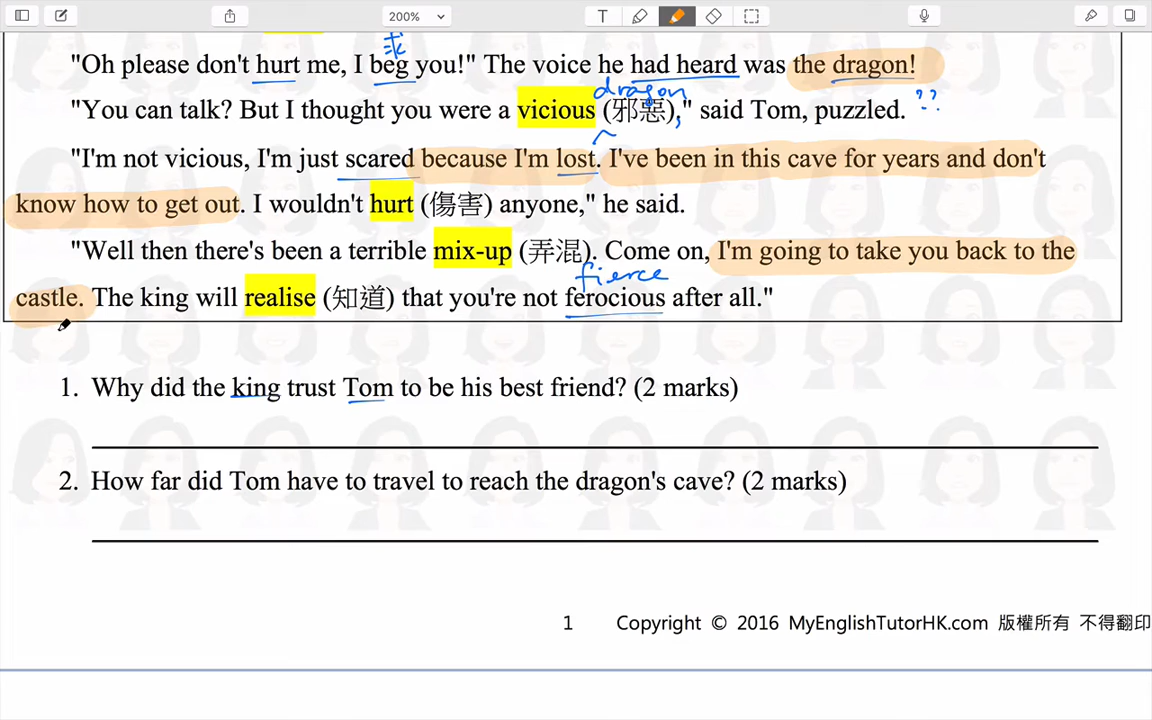 200%
T
求
"Oh please don't hurt me, I beg you!" The voice he had heard was the dragon!
dragon
"You can talk? But I thought you were a vicious (邪惡)," said Tom, puzzled. ??
"I'm not vicious, I'm just scared because I'm lost. I've been in this cave for years and don't
know how to get out. I wouldn't hurt (傷害) anyone," he said.
"Well then there's been a terrible mix-up (弄混). Come on, I'm going to take you back to the
fierce
castle. The king will realise (知道) that you're not ferocious after all."
1. Why did the king trust Tom to be his best friend? (2 marks)
2. How far did Tom have to travel to reach the dragon's cave? (2 marks)
1 Copyright © 2016 MyEnglishTutorHK.com 版權所有 不得翻印